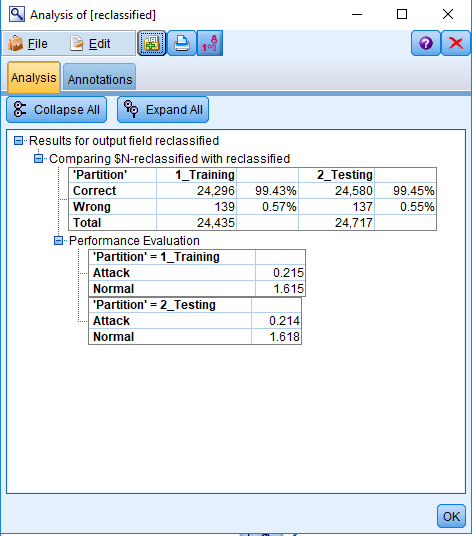 Analysis of [reclassified]
File Edit
Analysis Annotations
Collapse All Expand All
Results for output field reclassified
Comparing $N-reclassified with reclassified
'Partition' 1_Training 2_Testing
Correct 24,296 99.43% 24,580 99.45%
Wrong 139 0.57% 137 0.55%
Total 24,435 24,717
Performance Evaluation
'Partition' = 1_Training
Attack 0.215
Normal 1.615
'Partition' = 2_Testing
Attack 0.214
Normal 1.618
OK